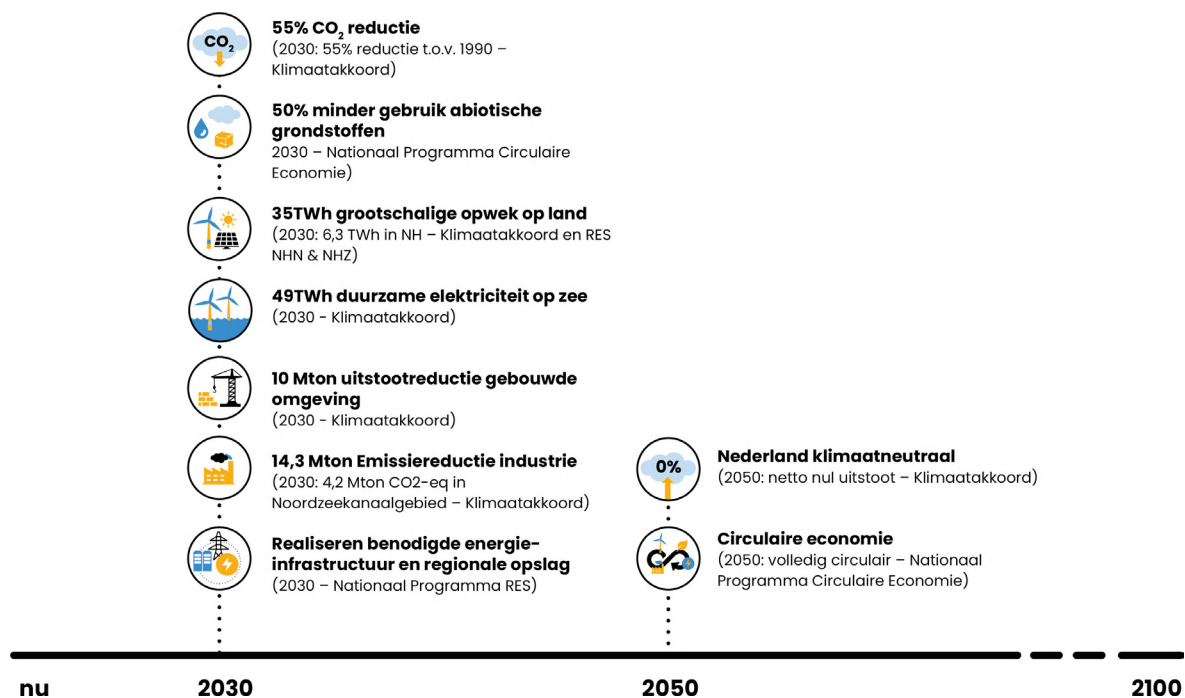 CO2
55% CO2 reductie
(2030: 55% reductie t.o.v. 1990 –
Klimaatakkoord)
50% minder gebruik abiotische
grondstoffen
2030 – Nationaal Programma Circulaire
Economie)
35TWh grootschalige opwek op land
(2030: 6,3 TWh in NH – Klimaatakkoord en RES
NHN & NHZ)
49TWh duurzame elektriciteit op zee
(2030 - Klimaatakkoord)
10 Mton uitstootreductie gebouwde
omgeving
(2030 - Klimaatakkoord)
14,3 Mton Emissiereductie industrie
(2030: 4,2 Mton CO2-eq in
Noordzeekanaalgebied – Klimaatakkoord)
Realiseren benodigde energie-
infrastructuur en regionale opslag
(2030 – Nationaal Programma RES)
0%
Nederland klimaatneutraal
(2050: netto nul uitstoot – Klimaatakkoord)
Circulaire economie
(2050: volledig circulair – Nationaal
Programma Circulaire Economie)
nu
2030
2050
2100